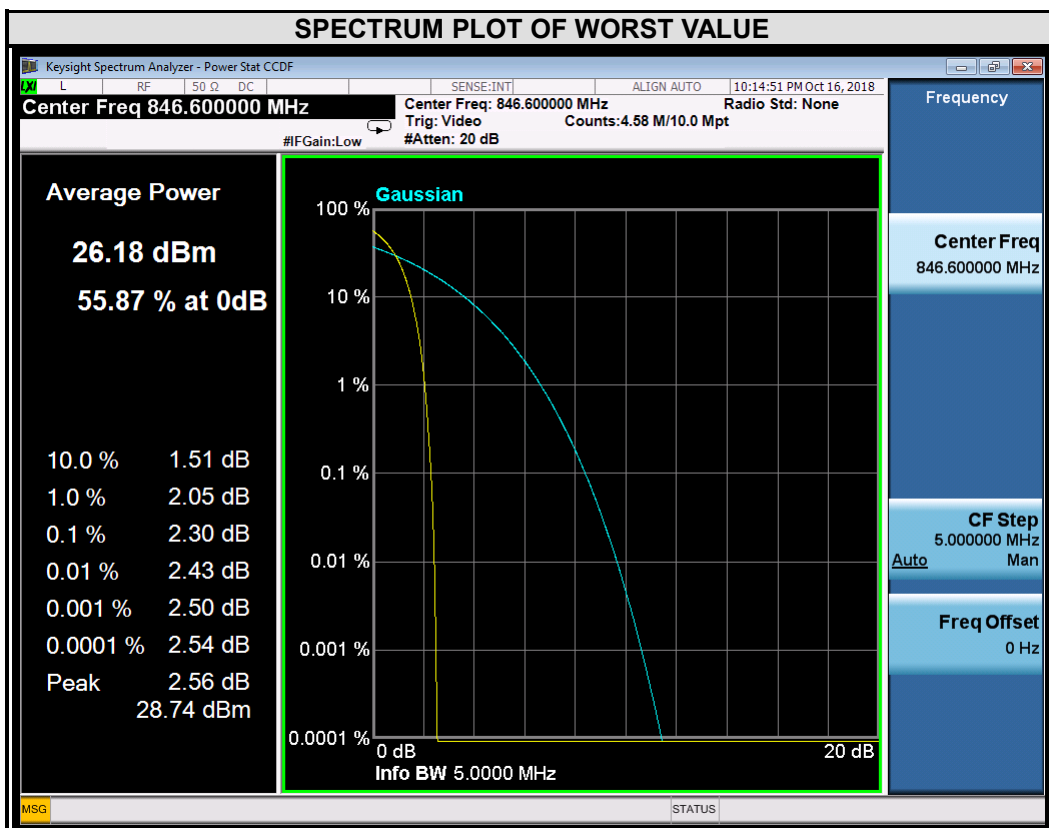 SPECTRUM PLOT OF WORST VALUE
Keysight Spectrum Analyzer - Power Stat CCDF
LXI L RF 50 Ω DC SENSE:INT ALIGN AUTO 10:14:51 PM Oct 16, 2018
Center Freq 846.600000 MHz
Center Freq: 846.600000 MHz Radio Std: None
Trig: Video Counts:4.58 M/10.0 Mpt
#IFGain:Low #Atten: 20 dB
Frequency
Average Power
26.18 dBm
55.87 % at 0dB
10.0 % 1.51 dB
1.0 % 2.05 dB
0.1 % 2.30 dB
0.01 % 2.43 dB
0.001 % 2.50 dB
0.0001 % 2.54 dB
Peak 2.56 dB
28.74 dBm
Gaussian
100 %
10 %
1 %
0.1 %
0.01 %
0.001 %
0.0001 %
0 dB 20 dB
Info BW 5.0000 MHz
Center Freq
846.600000 MHz
CF Step
5.000000 MHz
Auto Man
Freq Offset
0 Hz
MSG STATUS